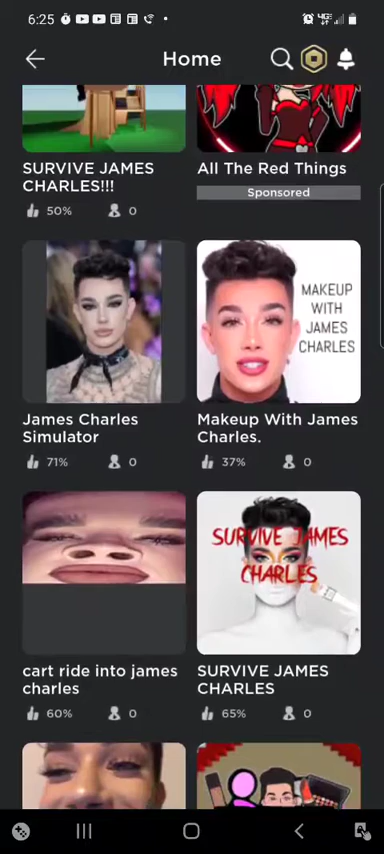 6:25
Home
SURVIVE JAMES
CHARLES!!!
50%
0
All The Red Things
Sponsored
MAKEUP
WITH
JAMES
CHARLES
James Charles
Simulator
71%
0
Makeup With James
Charles.
37%
0
SURVIVE JAMES
CHARLES
cart ride into james
charles
60%
0
SURVIVE JAMES
CHARLES
65%
0